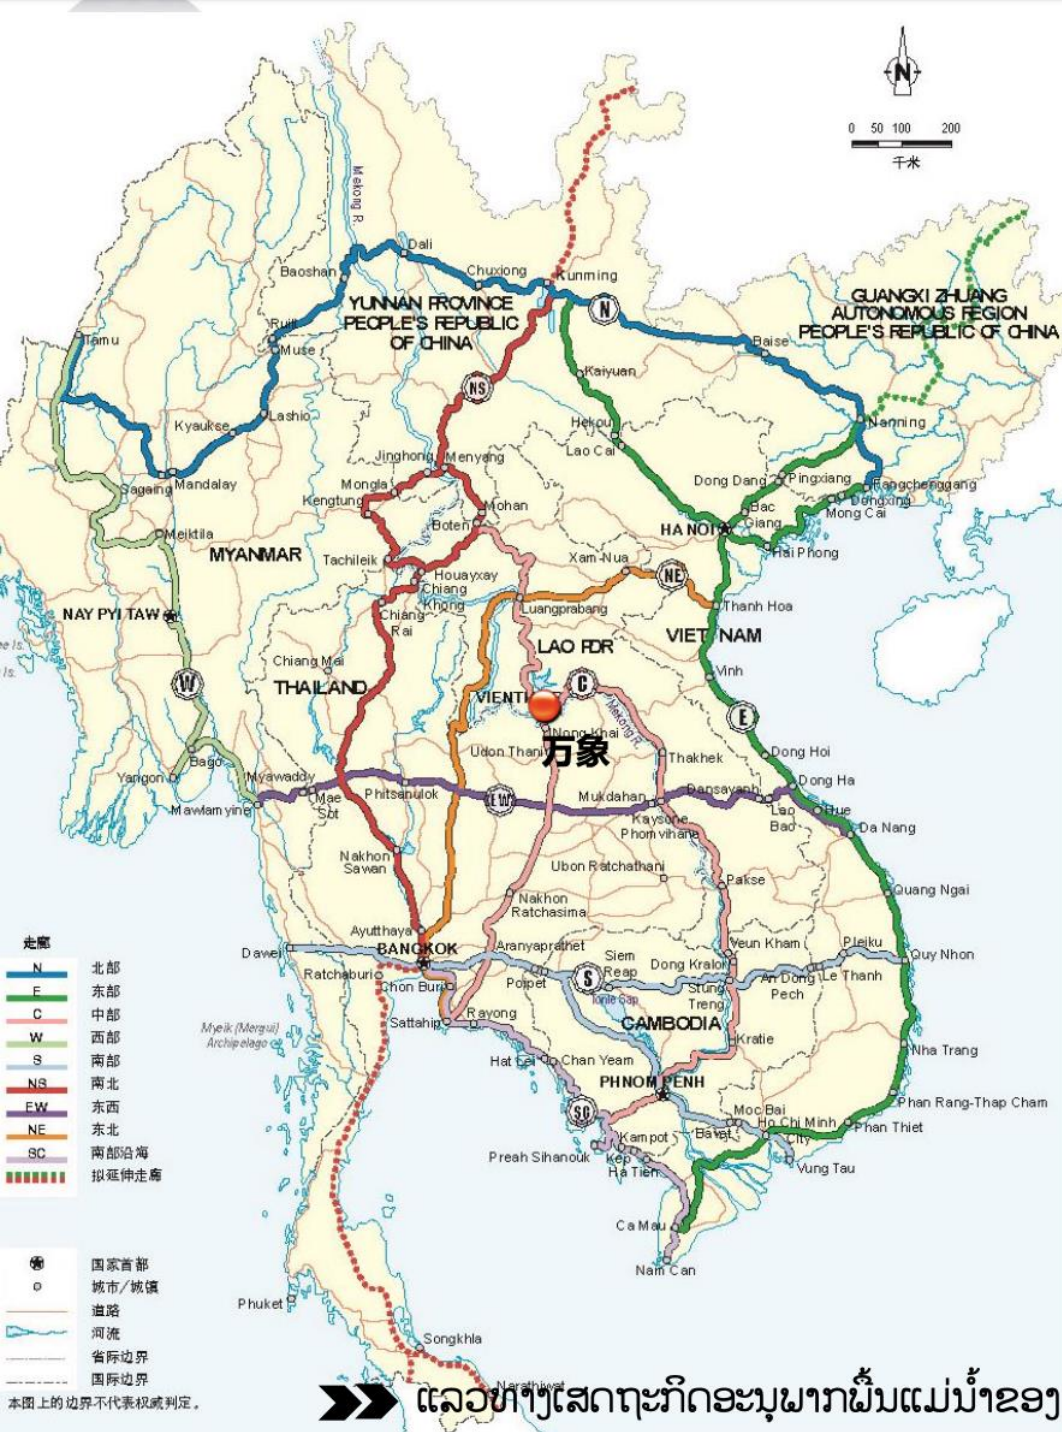 N
0 50 100 200
千米
Mekong R.
Dali
Baoshan
Chuxiong
Kunming
N
YUNNAN PROVINCE
PEOPLE'S REPUBLIC
OF CHINA
GUANGXI ZHUANG
AUTONOMOUS REGION
PEOPLE'S REPUBLIC OF CHINA
Tamu
Ruili
Muse
Baise
NS
Kaiyuan
Lashio
Kyaukse
Hekou
Nanning
Lao Cai
Jinghong
Menyang
Sagaing
Mandalay
Mongla
Kengtung
Dong Dang
Pingxiang
Fangchenggang
Dongxing
Mong Cai
Mohan
Boten
Bac
Giang
HA NOI
Hai Phong
Meiktila
MYANMAR
Tachileik
Xam Nua
NE
Houayxay
Chiang
Khong
Luangprabang
Thanh Hoa
NAY PYI TAW
Chiang
Rai
LAO PDR
VIET NAM
Chiang Mai
THAILAND
Vinh
W
VIENTI
C
Mekong R.
E
Nong Khai
Udon Thani
万象
Thakhek
Dong Hoi
Bago
Yangon
Myawaddy
Mawlamyine
Mae
Sot
Phitsanulok
EW
Mukdahan
Dansavanh
Dong Ha
Kaysone
Phomvihane
Lao
Bao
Hue
Da Nang
Nakhon
Sawan
Ubon Ratchathani
Pakse
Quang Ngai
Nakhon
Ratchasima
Ayutthaya
BANGKOK
Dawei
Ratchaburi
Aranyaprathet
Poipet
Siem
Reap
S
Tonle Sap
Dong Kralor
Veun Kham
Stung
Treng
Pleiku
Le Thanh
An Dong
Pech
Quy Nhon
Chon Buri
Sattahip
Rayong
Myeik (Mergui)
Archipelago
CAMBODIA
Kratie
Nha Trang
Hat Lei
Chan Yeam
PHNOM PENH
SC
Moc Bai
Bavet
Ho Chi Minh
City
Phan Rang-Thap Cham
Phan Thiet
Preah Sihanouk
Kampot
Kep
Ha Tien
Vung Tau
Ca Mau
Nam Can
Phuket
Songkhla
Narathiwat
走廊
N 北部
E 东部
C 中部
W 西部
S 南部
NS 南北
EW 东西
NE 东北
SC 南部沿海
拟延伸走廊
国家首都
城市/城镇
道路
河流
省际边界
国际边界
本图上的边界不代表权威判定。
ແລວທາງເສດຖະກິດອະນຸພາກພື້ນແມ່ນ້ຳຂອງ